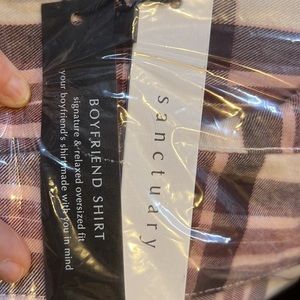 sanctuary
BOYFRIEND SHIRT
signature & relaxed oversized fit
your boyfriend's shirt made with you in mind